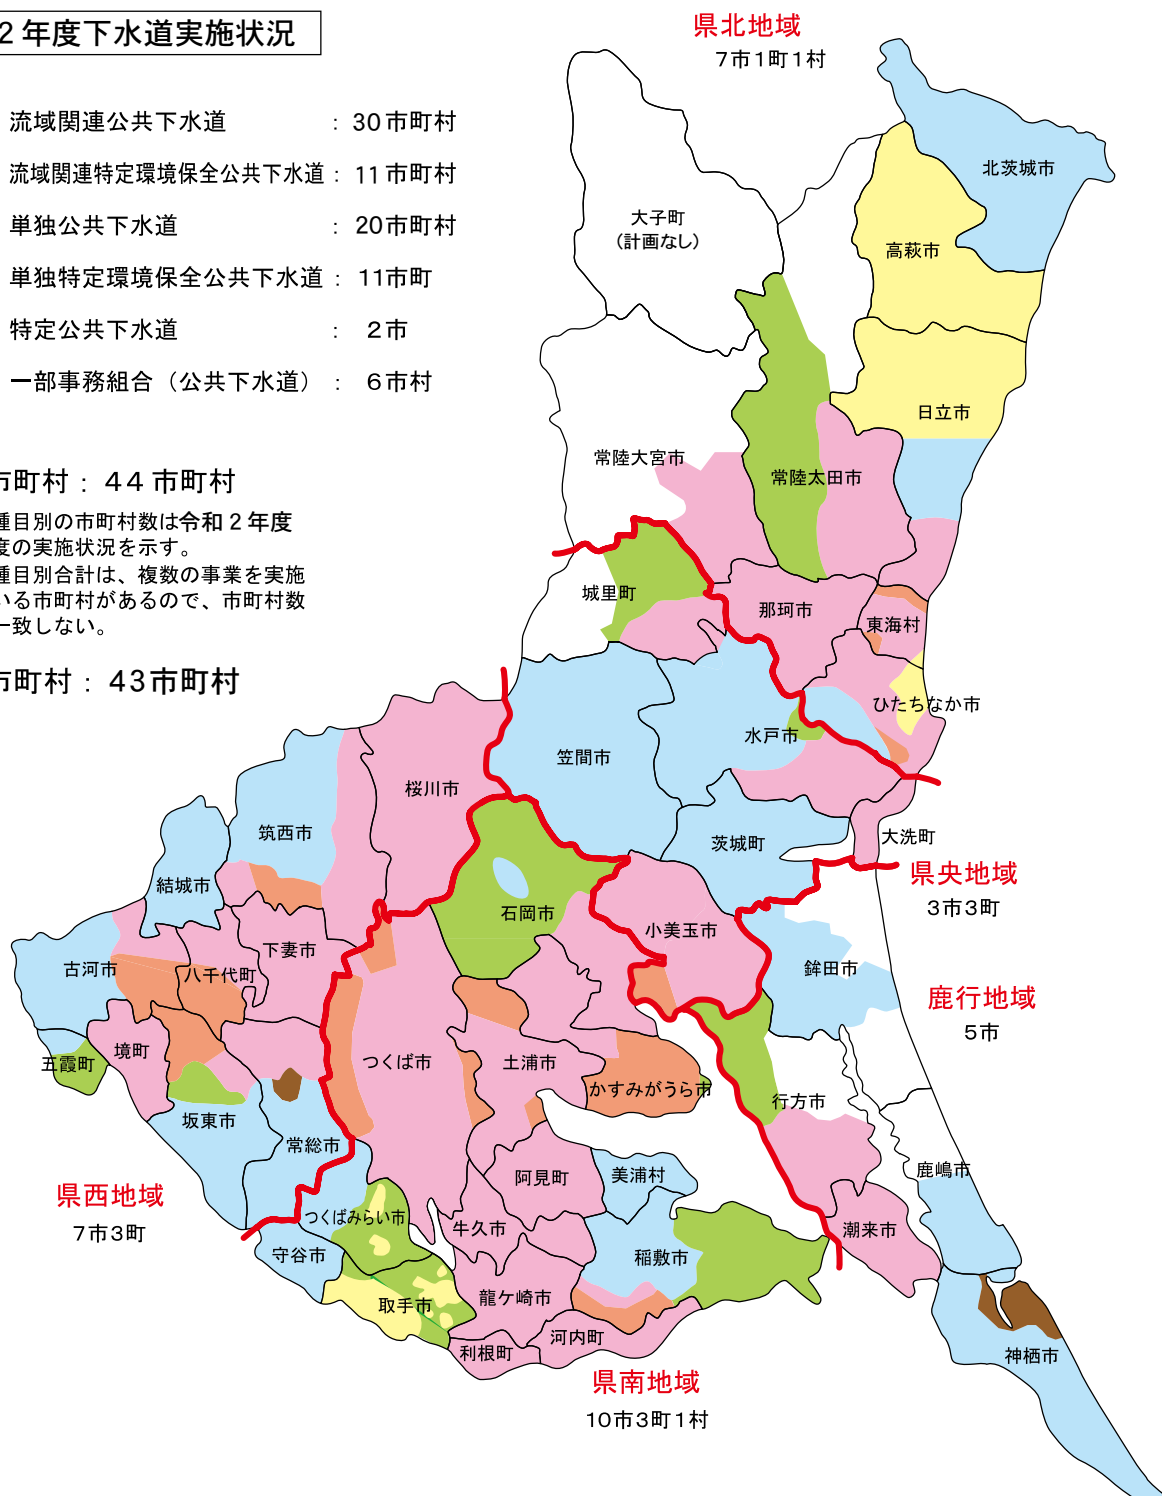 2年度下水道実施状況
流域関連公共下水道 : 30市町村
流域関連特定環境保全公共下水道 : 11市町村
単独公共下水道 : 20市町村
単独特定環境保全公共下水道 : 11市町
特定公共下水道 : 2市
一部事務組合（公共下水道） : 6市村
市町村 : 44市町村
種目別の市町村数は令和2年度
度の実施状況を示す。
種目別合計は、複数の事業を実施
いる市町村があるので、市町村数
一致しない。
市町村 : 43市町村
県北地域
7市1町1村
北茨城市
大子町
(計画なし)
高萩市
日立市
常陸大宮市
常陸太田市
城里町
那珂市
東海村
ひたちなか市
水戸市
笠間市
桜川市
筑西市
茨城町
大洗町
結城市
県央地域
3市3町
石岡市
小美玉市
下妻市
古河市
八千代町
鉾田市
鹿行地域
5市
境町
五霞町
つくば市
土浦市
かすみがうら市
行方市
坂東市
常総市
鹿嶋市
阿見町
美浦村
県西地域
7市3町
つくばみらい市
牛久市
潮来市
守谷市
稲敷市
取手市
龍ケ崎市
河内町
利根町
神栖市
県南地域
10市3町1村